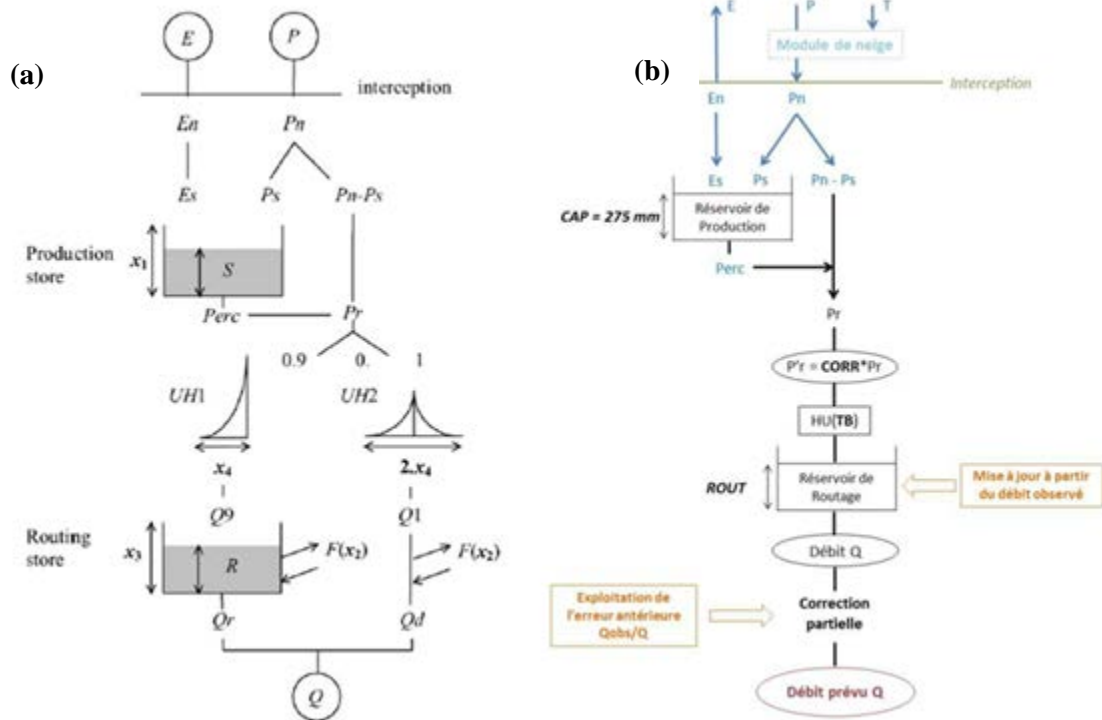 (a)
E P
interception
En Pn
Es Ps Pn-Ps
Production
store
x1
S
Perc Pr
0.9 0. 1
UH1 UH2
x4 2.x4
Q9 Q1
Routing
store
x3
R
F(x2) F(x2)
Qr Qd
Q
(b)
E P T
Module de neige
Interception
En Pn
Es Ps Pn - Ps
CAP = 275 mm
Réservoir de
Production
Perc
Pr
P'r = CORR*Pr
HU(TB)
ROUT
Réservoir de
Routage
Mise à jour à partir
du débit observé
Débit Q
Exploitation de
l'erreur antérieure
Qobs/Q
Correction
partielle
Débit prévu Q